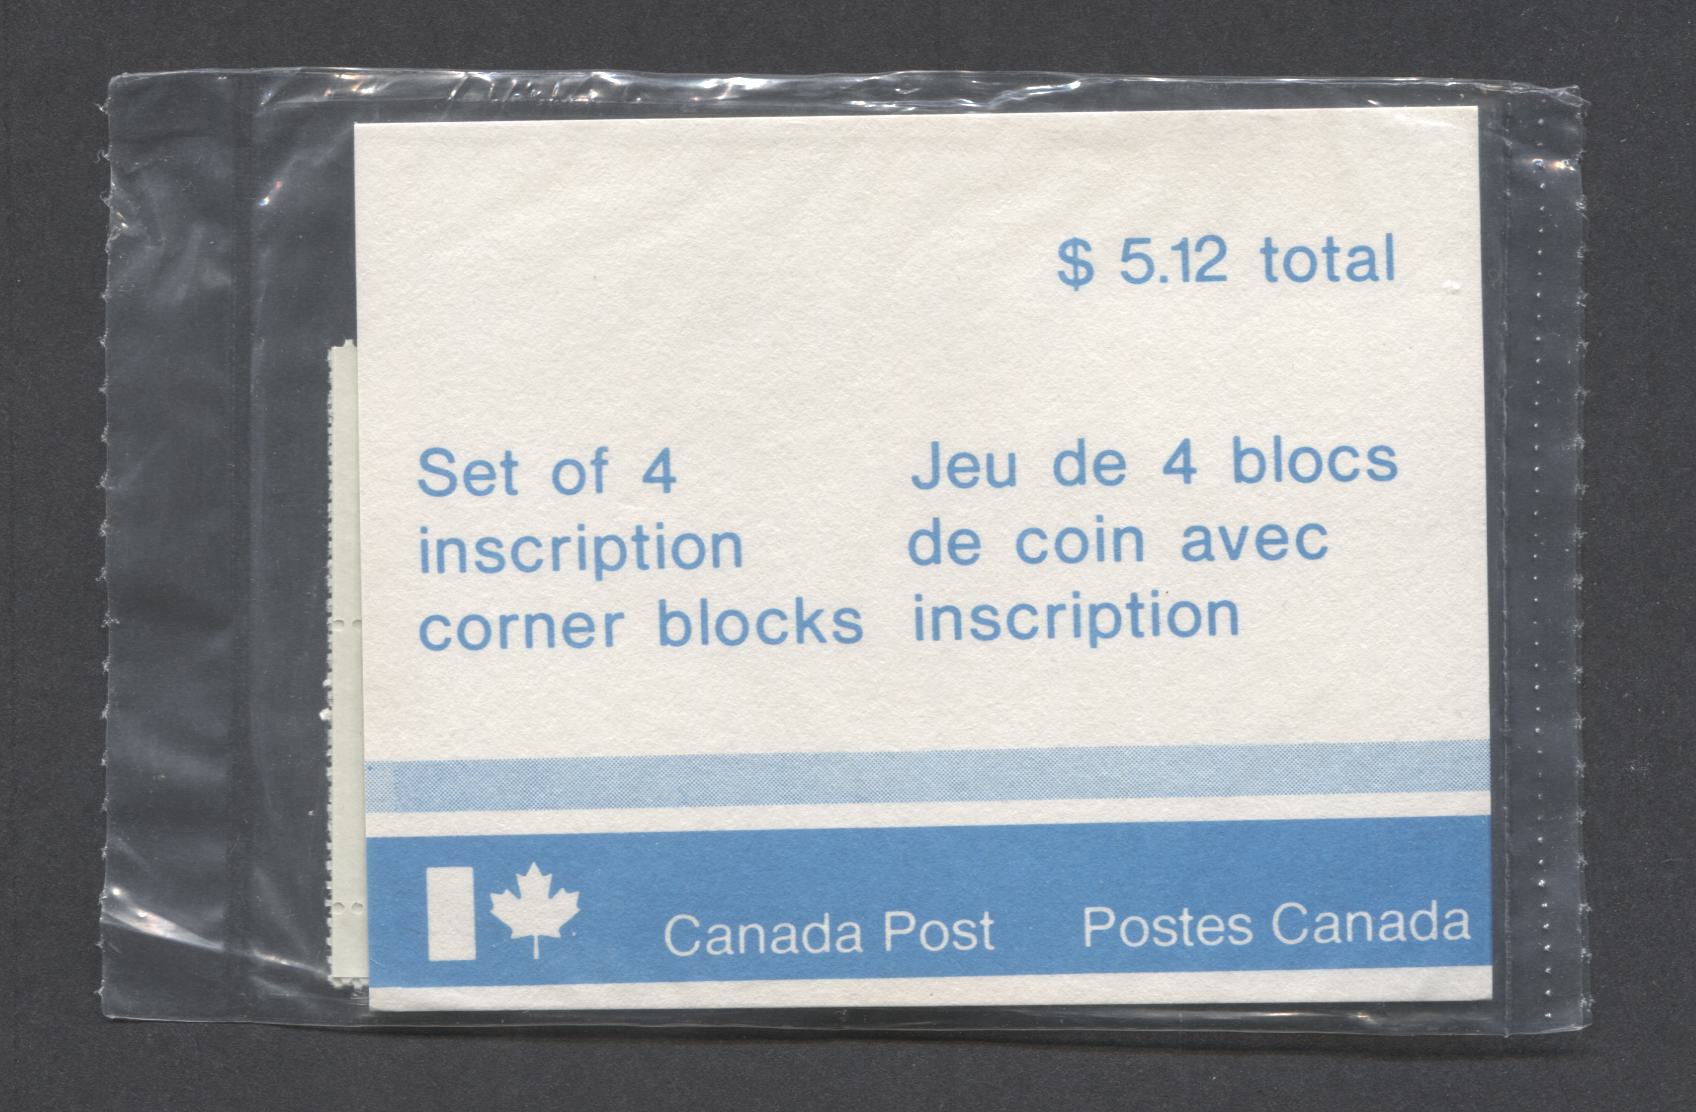 $ 5.12 total
Set of 4
inscription
corner blocks
Jeu de 4 blocs
de coin avec
inscription
Canada Post
Postes Canada